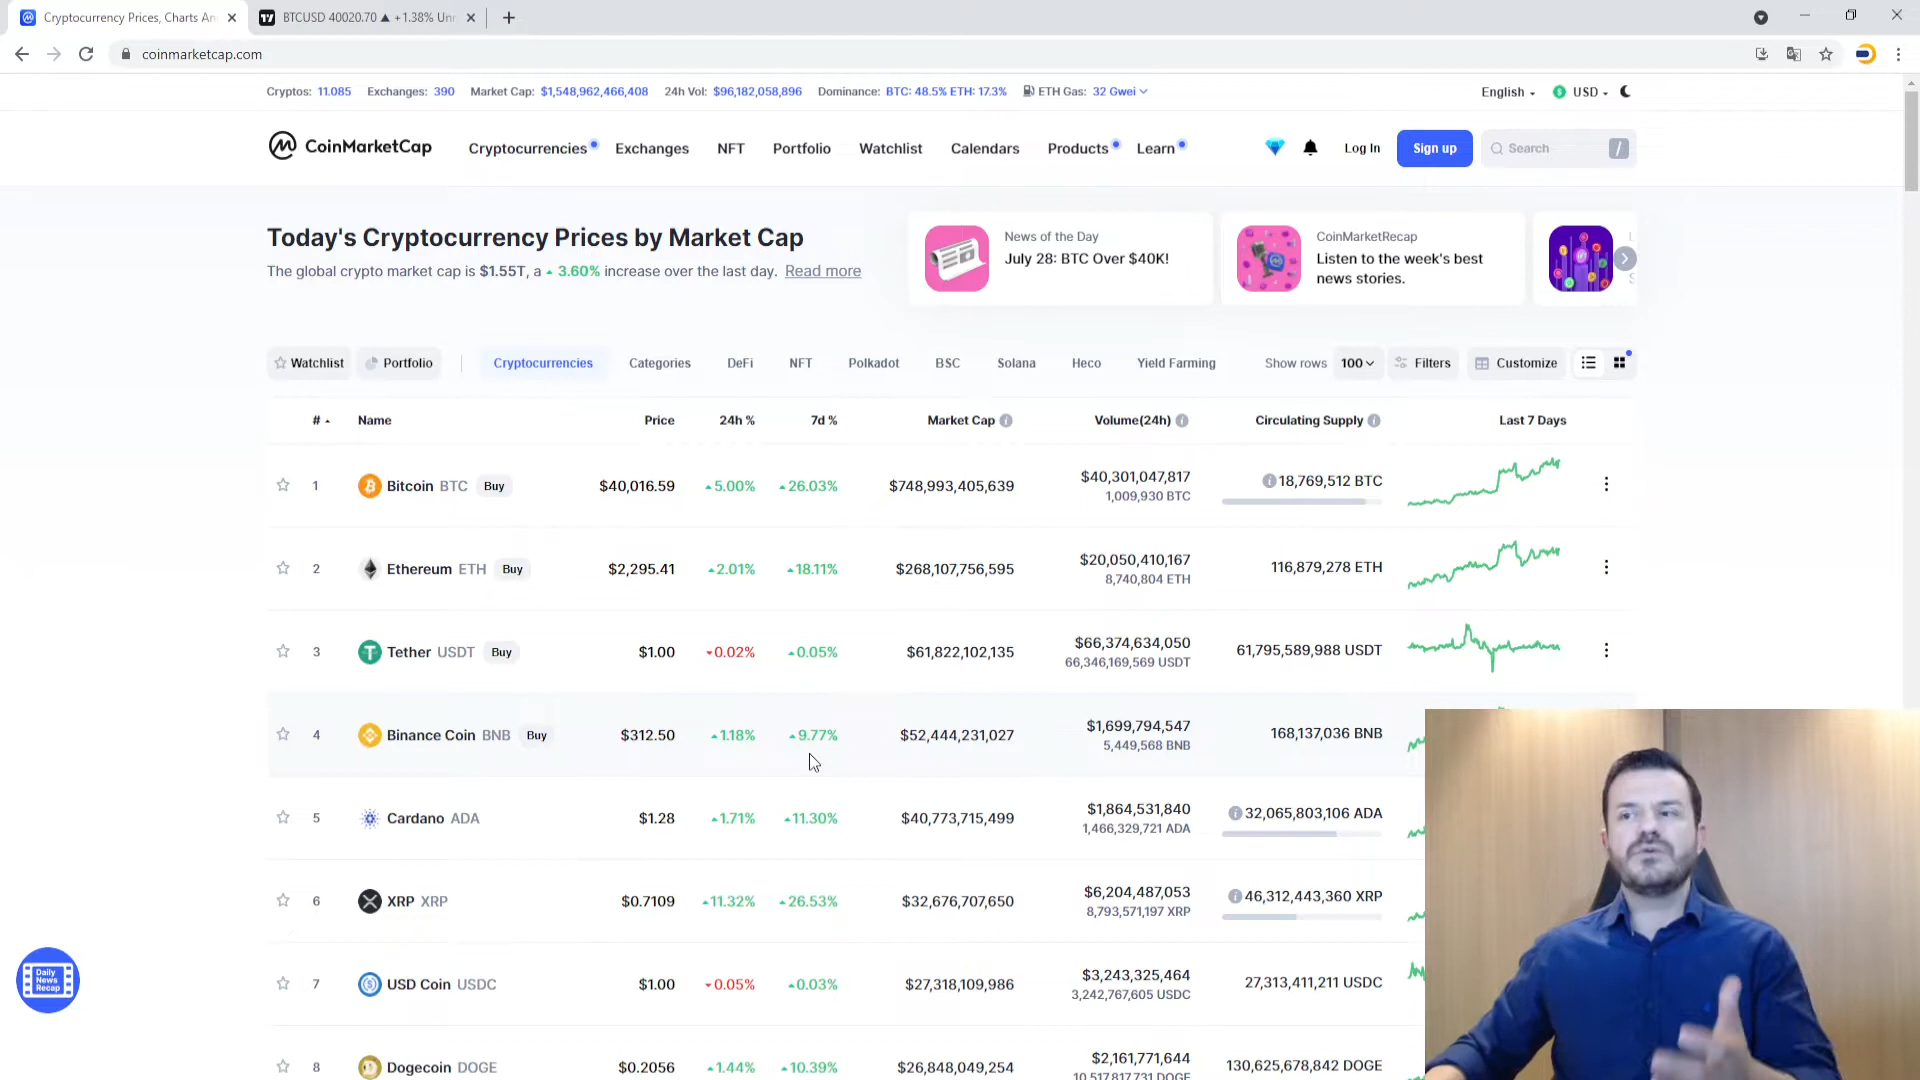 Cryptocurrency Prices, Charts An
BTCUSD 40020.70 ▲ +1.38% Unn
coinmarketcap.com
Cryptos: 11.085 Exchanges: 390 Market Cap: $1,548,962,466,408 24h Vol: $96,182,058,896 Dominance: BTC: 48.5% ETH: 17.3% ETH Gas: 32 Gwei
English USD
CoinMarketCap Cryptocurrencies Exchanges NFT Portfolio Watchlist Calendars Products Learn Log In Sign up Search /
Today's Cryptocurrency Prices by Market Cap
The global crypto market cap is $1.55T, a 3.60% increase over the last day. Read more
News of the Day
July 28: BTC Over $40K!
CoinMarketRecap
Listen to the week's best
news stories.
Watchlist Portfolio Cryptocurrencies Categories DeFi NFT Polkadot BSC Solana Heco Yield Farming Show rows 100 Filters Customize
# Name Price 24h % 7d % Market Cap Volume(24h) Circulating Supply Last 7 Days
1 Bitcoin BTC Buy $40,016.59 5.00% 26.03% $748,993,405,639 $40,301,047,817 18,769,512 BTC
1,009,930 BTC
2 Ethereum ETH Buy $2,295.41 2.01% 18.11% $268,107,756,595 $20,050,410,167 116,879,278 ETH
8,740,804 ETH
3 Tether USDT Buy $1.00 0.02% 0.05% $61,822,102,135 $66,374,634,050 61,795,589,988 USDT
66,346,169,569 USDT
4 Binance Coin BNB Buy $312.50 1.18% 9.77% $52,444,231,027 $1,699,794,547 168,137,036 BNB
5,449,568 BNB
5 Cardano ADA $1.28 1.71% 11.30% $40,773,715,499 $1,864,531,840 32,065,803,106 ADA
1,466,329,721 ADA
6 XRP XRP $0.7109 11.32% 26.53% $32,676,707,650 $6,204,487,053 46,312,443,360 XRP
8,793,571,197 XRP
7 USD Coin USDC $1.00 0.05% 0.03% $27,318,109,986 $3,243,325,464 27,313,411,211 USDC
3,242,767,605 USDC
Daily
News
Recap
8 Dogecoin DOGE $0.2056 1.44% 10.39% $26,848,049,254 $2,161,771,644 130,625,678,842 DOGE
10,517,817,731 DOGE